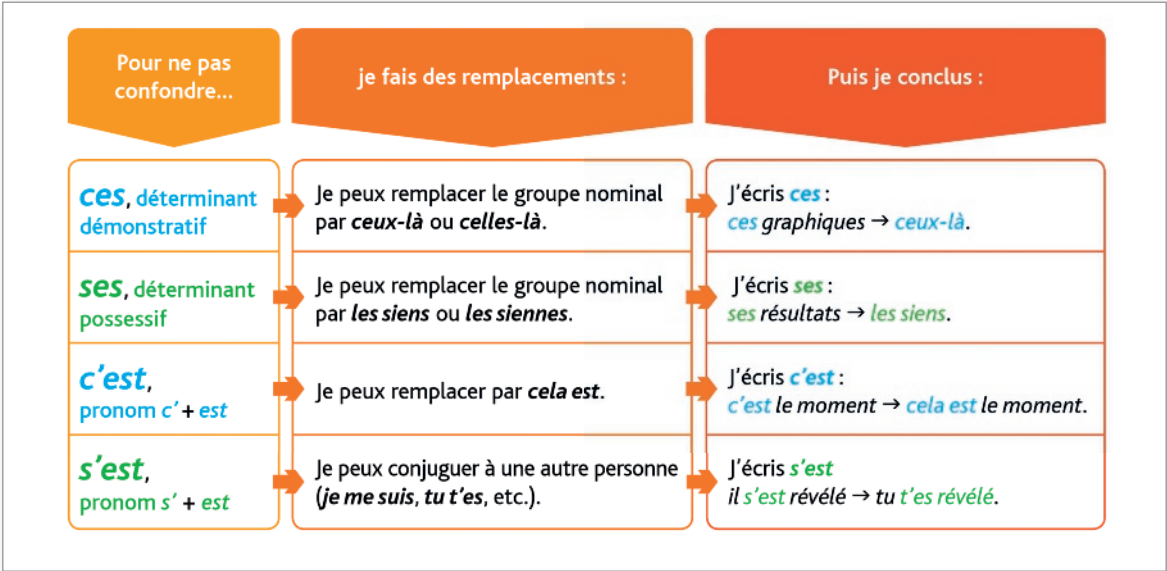 Pour ne pas
confondre...
je fais des remplacements :
Puis je conclus :
ces, déterminant
démonstratif
Je peux remplacer le groupe nominal
par ceux-là ou celles-là.
J'écris ces :
ces graphiques → ceux-là.
ses, déterminant
possessif
Je peux remplacer le groupe nominal
par les siens ou les siennes.
J'écris ses :
ses résultats → les siens.
c'est,
pronom c' + est
Je peux remplacer par cela est.
J'écris c'est :
c'est le moment → cela est le moment.
s'est,
pronom s' + est
Je peux conjuguer à une autre personne
(je me suis, tu t'es, etc.).
J'écris s'est
il s'est révélé → tu t'es révélé.